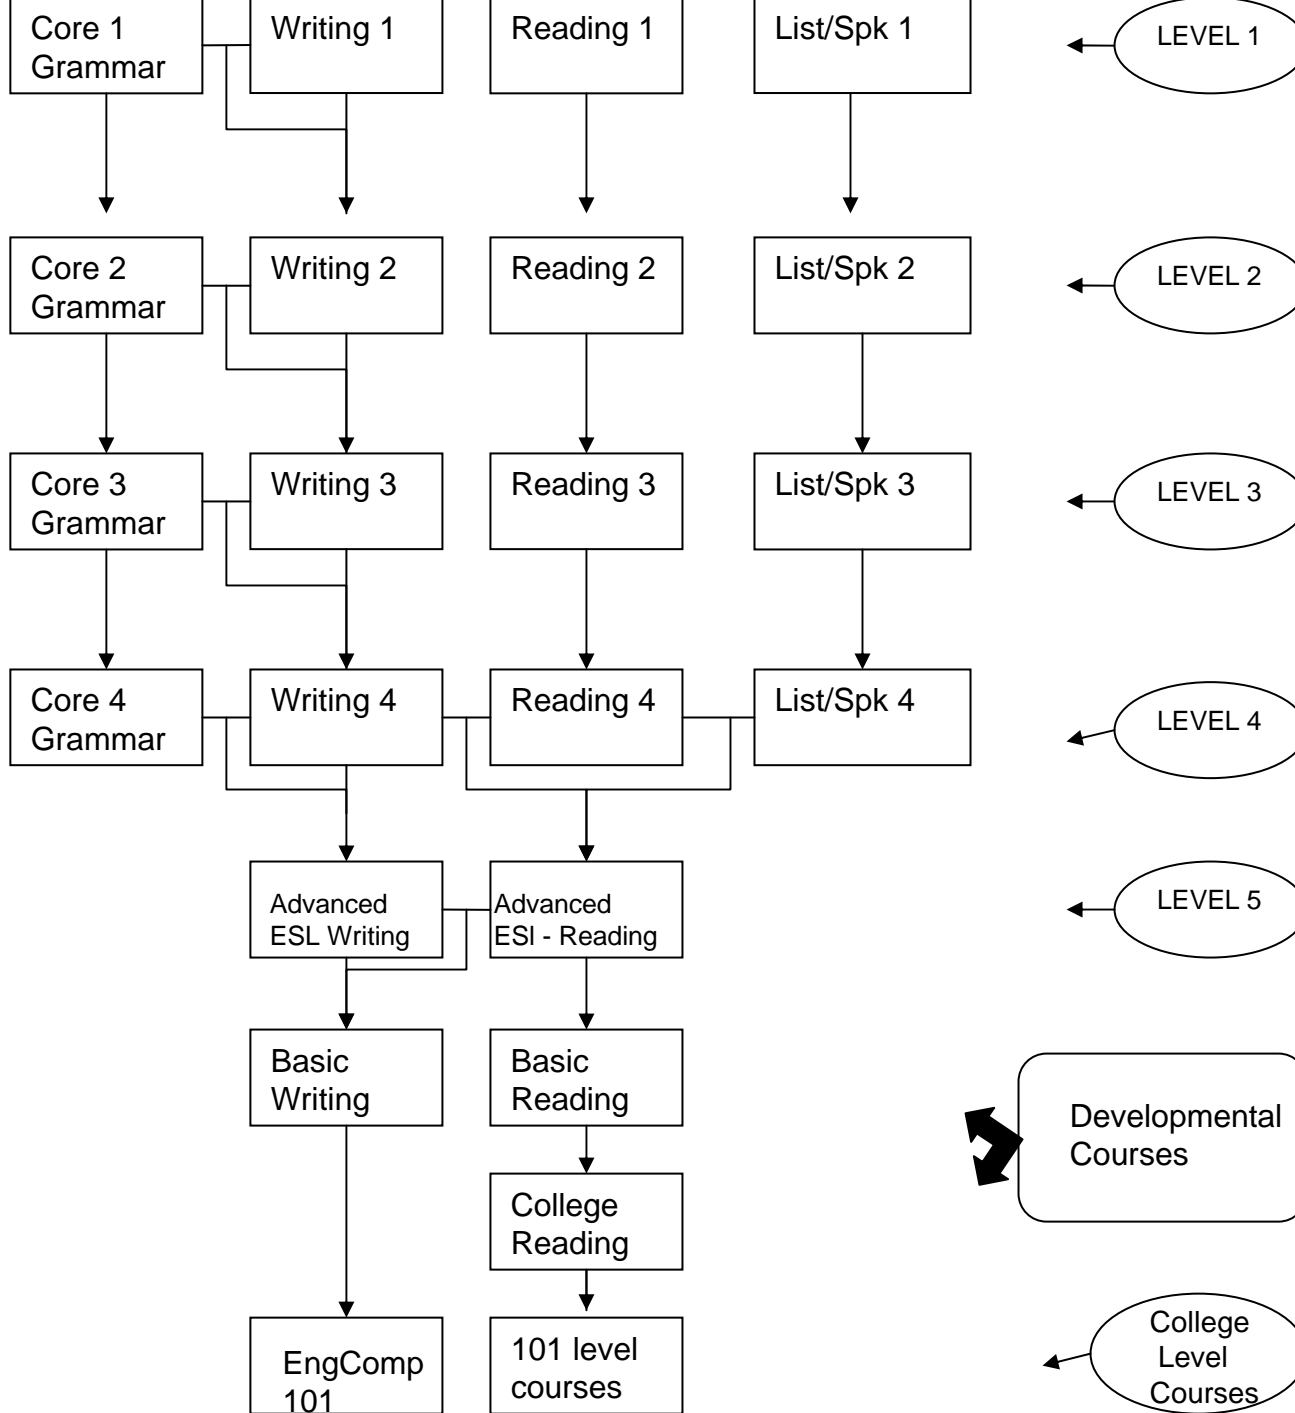 Core 1
Grammar
Writing 1
Reading 1
List/Spk 1
LEVEL 1
Core 2
Grammar
Writing 2
Reading 2
List/Spk 2
LEVEL 2
Core 3
Grammar
Writing 3
Reading 3
List/Spk 3
LEVEL 3
Core 4
Grammar
Writing 4
Reading 4
List/Spk 4
LEVEL 4
Advanced
ESL Writing
Advanced
ESl - Reading
LEVEL 5
Basic
Writing
Basic
Reading
Developmental
Courses
College
Reading
EngComp
101
101 level
courses
College
Level
Courses